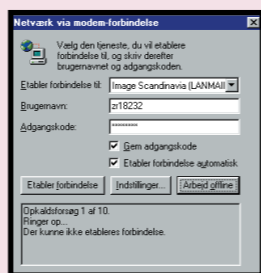 Netværk via modem-forbindelse
Vælg den tjeneste, du vil etablere
forbindelse til, og skriv derefter
brugernavnet og adgangskoden.
Etabler forbindelse til: Image Scandinavia (LANMAIL
Brugernavn: zr18232
Adgangskode: ********
Gem adgangskode
Etabler forbindelse automatisk
Etabler forbindelse Indstillinger... Arbejd offline
Opkaldsforsøg 1 af 10.
Ringer op...
Der kunne ikke etableres forbindelse.